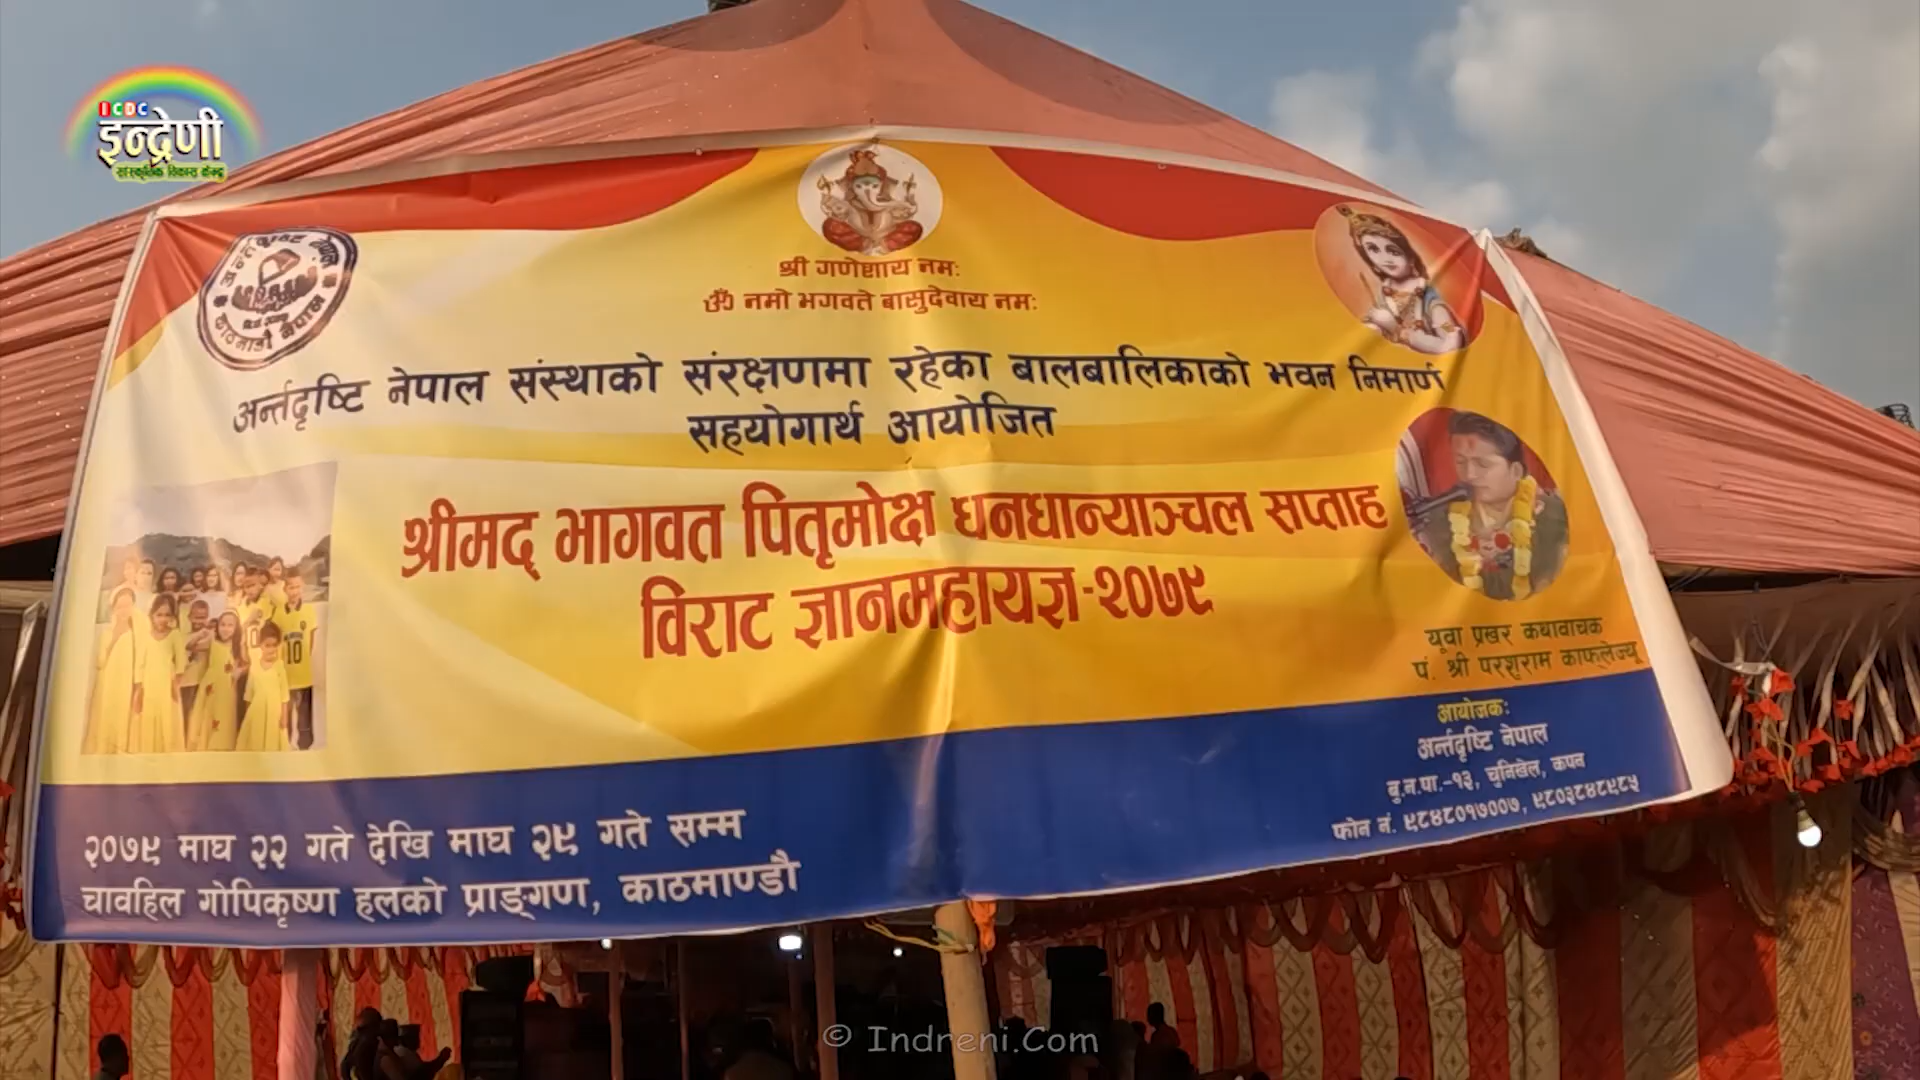 ICDC
इन्द्रेणी
सांस्कृतिक विकास केन्द्र
श्री गणेशाय नमः
ॐ नमो भगवते बासुदेवाय नमः
अर्न्तदृष्टि नेपाल संस्थाको संरक्षणमा रहेका बालबालिकाको भवन निमार्ण
सहयोगार्थ आयोजित
श्रीमद् भागवत पितृमोक्ष धनधान्याञ्चल सप्ताह
विराट ज्ञानमहायज्ञ-२०७९
10
यूवा प्रखर कथावाचक
पं. श्री परशुराम काफ्लेज्यू
आयोजकः
अर्न्तदृष्टि नेपाल
बु.न.पा.-१३, चुनिखेल, कपन
फोन नं. ९८४८०१७००७, ९८०३८४८९८५
२०७९ माघ २२ गते देखि माघ २९ गते सम्म
चावहिल गोपिकृष्ण हलको प्राङ्गण, काठमाण्डौ
© Indreni.Com